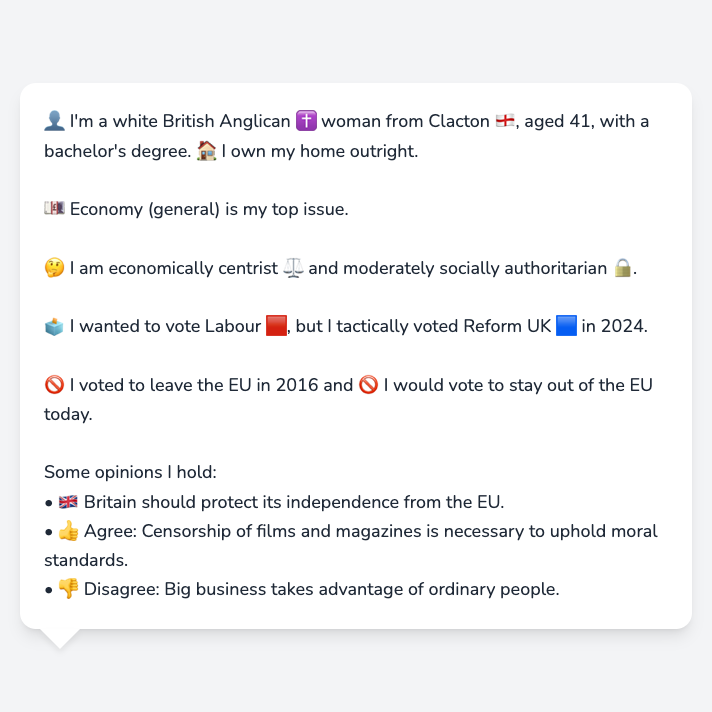 👤 I'm a white British Anglican ✝️ woman from Clacton 🏴󠁧󠁢󠁥󠁮󠁧󠁿, aged 41, with a
bachelor's degree. 🏠 I own my home outright.
💷 Economy (general) is my top issue.
🤔 I am economically centrist ⚖️ and moderately socially authoritarian 🔒.
🗳️ I wanted to vote Labour 🟥, but I tactically voted Reform UK 🟦 in 2024.
🚫 I voted to leave the EU in 2016 and 🚫 I would vote to stay out of the EU
today.
Some opinions I hold:
• 🇬🇧 Britain should protect its independence from the EU.
• 👍 Agree: Censorship of films and magazines is necessary to uphold moral
standards.
• 👎 Disagree: Big business takes advantage of ordinary people.